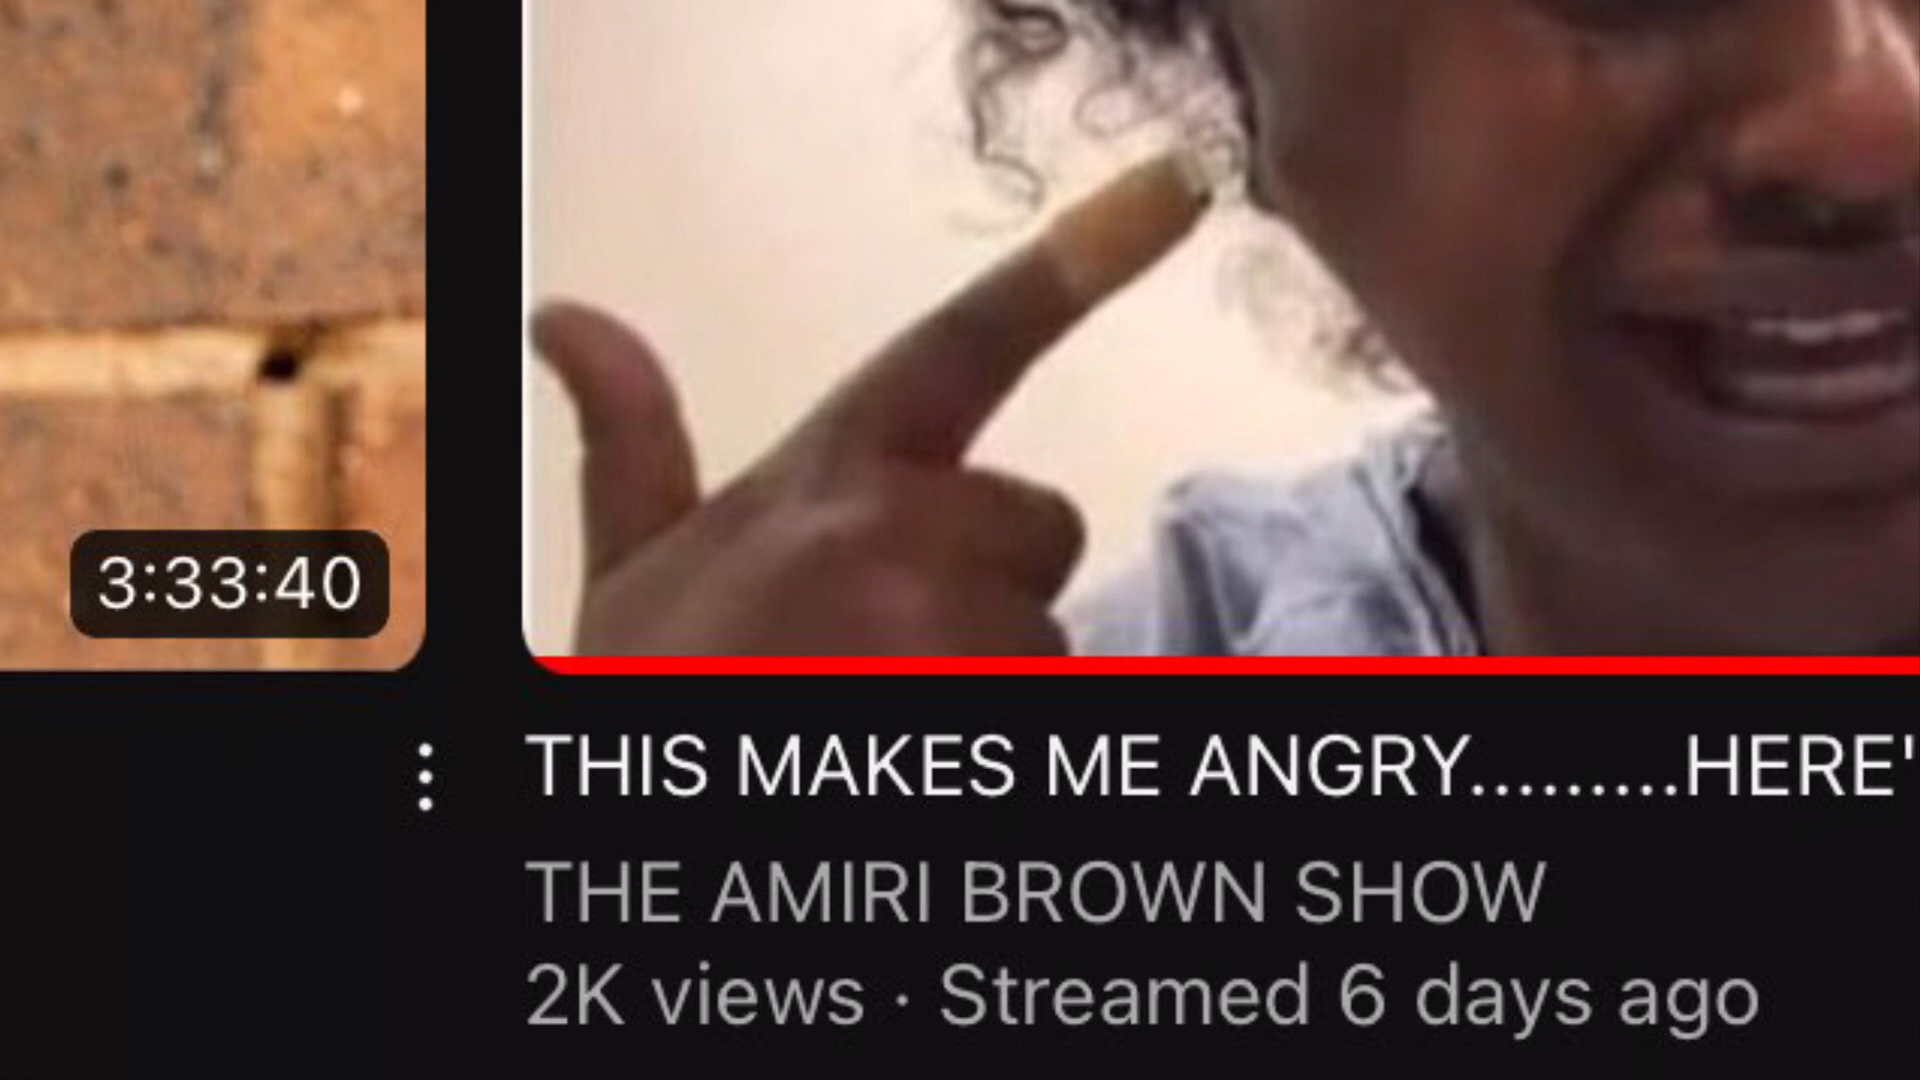 3:33:40
THIS MAKES ME ANGRY.........HERE'
THE AMIRI BROWN SHOW
2K views · Streamed 6 days ago